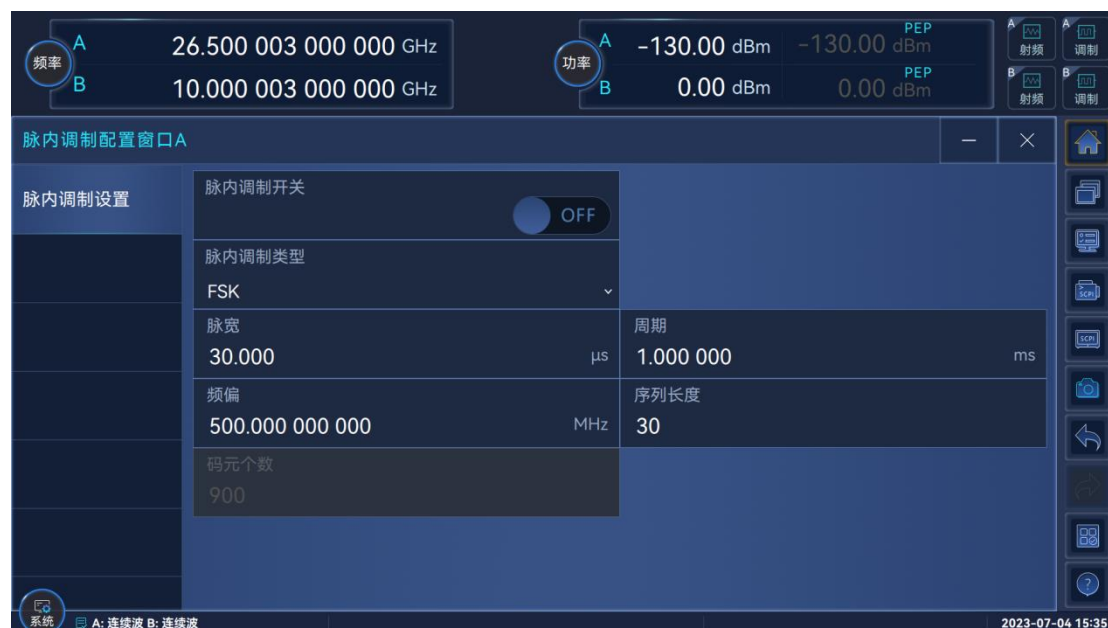 频率
A 26.500 003 000 000 GHz
B 10.000 003 000 000 GHz
功率
A -130.00 dBm PEP -130.00 dBm
B 0.00 dBm PEP 0.00 dBm
A 射频
A 调制
B 射频
B 调制
脉内调制配置窗口A
脉内调制设置
脉内调制开关
OFF
脉内调制类型
FSK
脉宽
30.000 μs
周期
1.000 000 ms
频偏
500.000 000 000 MHz
序列长度
30
码元个数
900
SCPI
SCPI
系统
A: 连续波 B: 连续波
2023-07-04 15:35